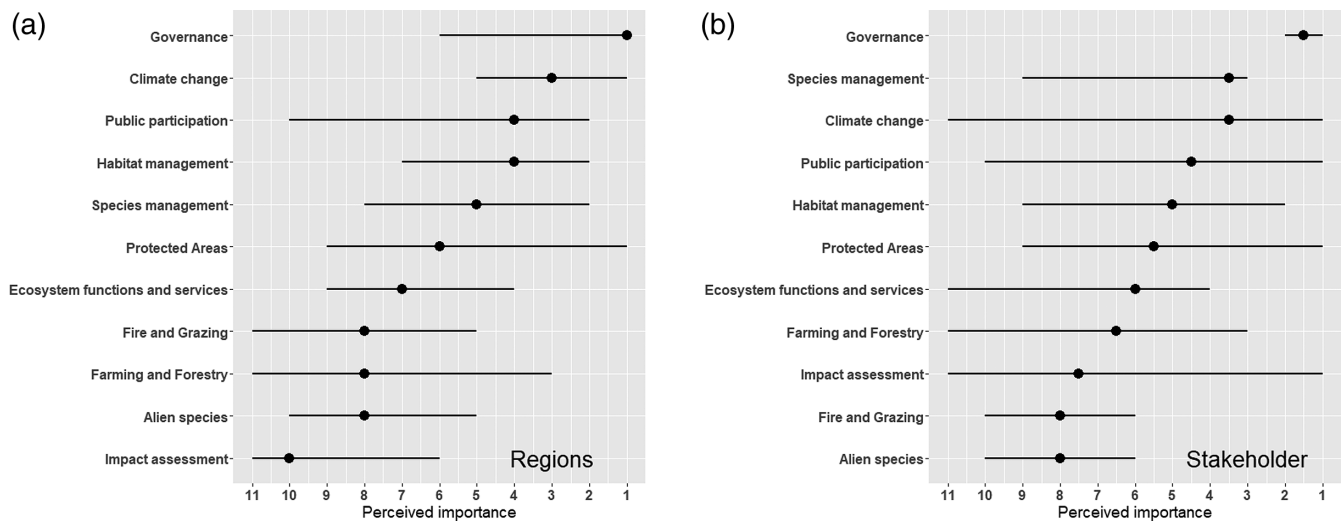 (a)
Governance
Climate change
Public participation
Habitat management
Species management
Protected Areas
Ecosystem functions and services
Fire and Grazing
Farming and Forestry
Alien species
Impact assessment
Regions
11 10 9 8 7 6 5 4 3 2 1
Perceived importance
(b)
Governance
Species management
Climate change
Public participation
Habitat management
Protected Areas
Ecosystem functions and services
Farming and Forestry
Impact assessment
Fire and Grazing
Alien species
Stakeholder
11 10 9 8 7 6 5 4 3 2 1
Perceived importance